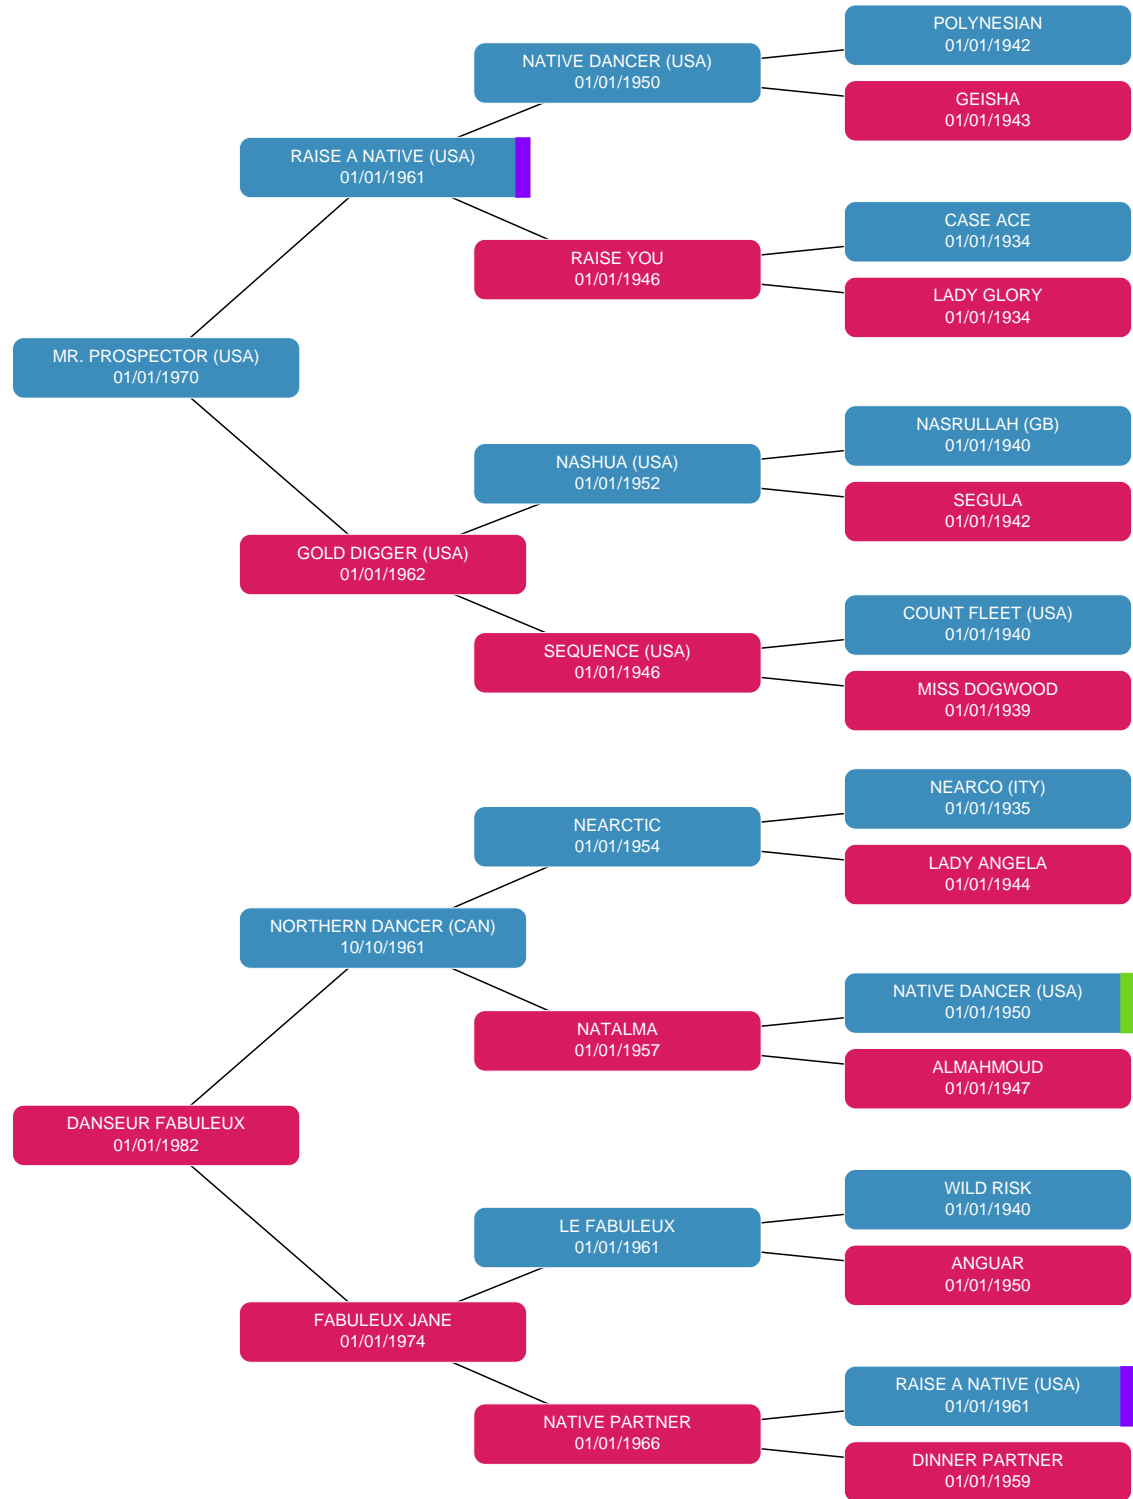 POLYNESIAN
01/01/1942
NATIVE DANCER (USA)
01/01/1950
GEISHA
01/01/1943
RAISE A NATIVE (USA)
01/01/1961
CASE ACE
01/01/1934
RAISE YOU
01/01/1946
LADY GLORY
01/01/1934
MR. PROSPECTOR (USA)
01/01/1970
NASRULLAH (GB)
01/01/1940
NASHUA (USA)
01/01/1952
SEGULA
01/01/1942
GOLD DIGGER (USA)
01/01/1962
COUNT FLEET (USA)
01/01/1940
SEQUENCE (USA)
01/01/1946
MISS DOGWOOD
01/01/1939
NEARCO (ITY)
01/01/1935
NEARCTIC
01/01/1954
LADY ANGELA
01/01/1944
NORTHERN DANCER (CAN)
10/10/1961
NATIVE DANCER (USA)
01/01/1950
NATALMA
01/01/1957
ALMAHMOUD
01/01/1947
DANSEUR FABULEUX
01/01/1982
WILD RISK
01/01/1940
LE FABULEUX
01/01/1961
ANGUAR
01/01/1950
FABULEUX JANE
01/01/1974
RAISE A NATIVE (USA)
01/01/1961
NATIVE PARTNER
01/01/1966
DINNER PARTNER
01/01/1959